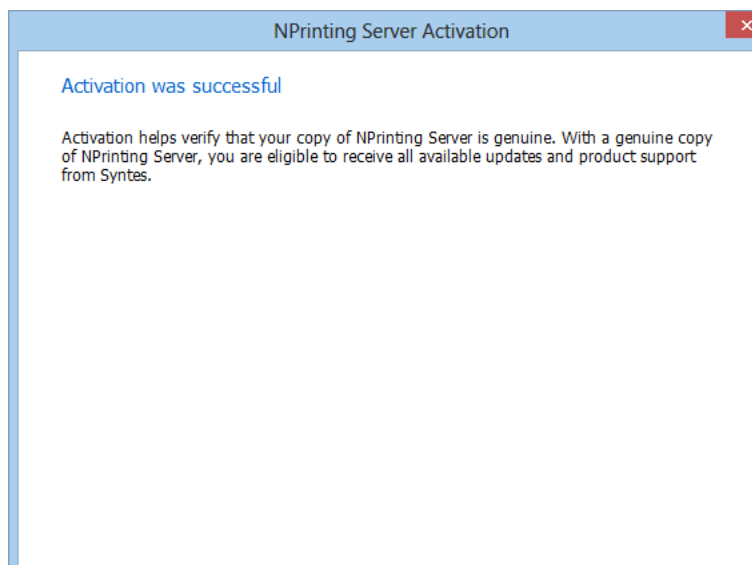 NPrinting Server Activation
Activation was successful
Activation helps verify that your copy of NPrinting Server is genuine. With a genuine copy
of NPrinting Server, you are eligible to receive all available updates and product support
from Syntes.